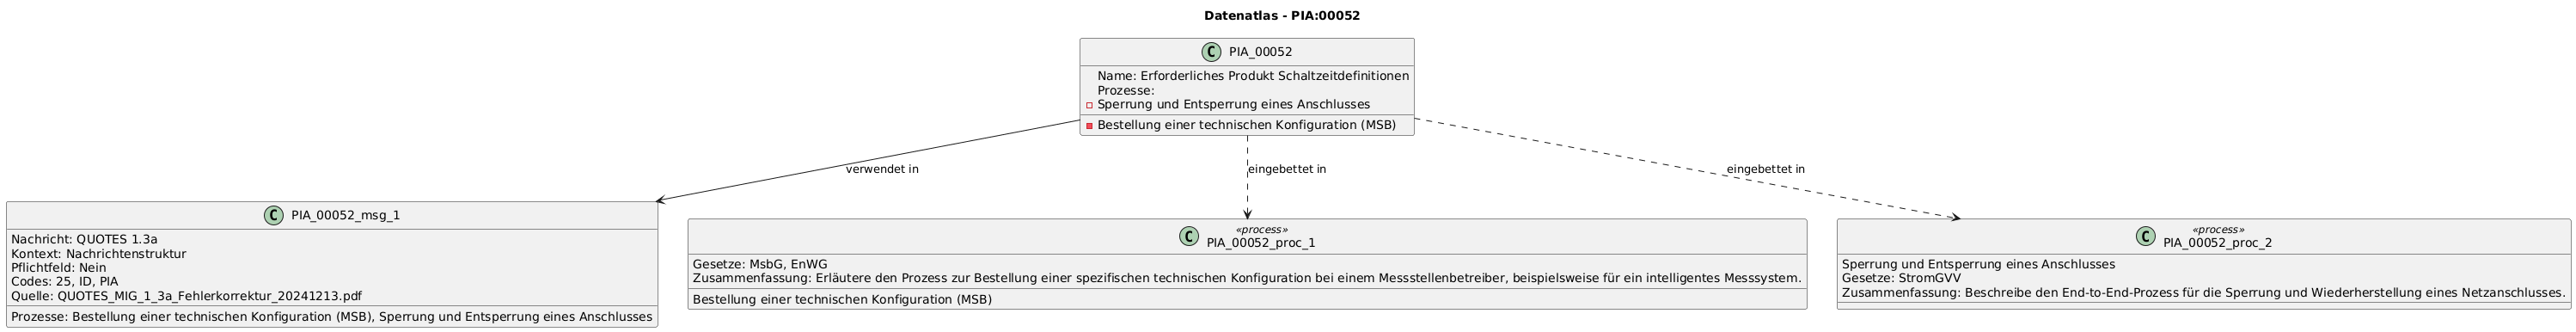 Datenatlas - PIA:00052
C PIA_00052
Name: Erforderliches Produkt Schaltzeitdefinitionen
Prozesse:
Sperrung und Entsperrung eines Anschlusses
Bestellung einer technischen Konfiguration (MSB)
verwendet in
eingebettet in
eingebettet in
C PIA_00052_msg_1
Nachricht: QUOTES 1.3a
Kontext: Nachrichtenstruktur
Pflichtfeld: Nein
Codes: 25, ID, PIA
Quelle: QUOTES_MIG_1_3a_Fehlerkorrektur_20241213.pdf
Prozesse: Bestellung einer technischen Konfiguration (MSB), Sperrung und Entsperrung eines Anschlusses
«process»
C PIA_00052_proc_1
Gesetze: MsbG, EnWG
Zusammenfassung: Erläutere den Prozess zur Bestellung einer spezifischen technischen Konfiguration bei einem Messstellenbetreiber, beispielsweise für ein intelligentes Messsystem.
Bestellung einer technischen Konfiguration (MSB)
«process»
C PIA_00052_proc_2
Sperrung und Entsperrung eines Anschlusses
Gesetze: StromGVV
Zusammenfassung: Beschreibe den End-to-End-Prozess für die Sperrung und Wiederherstellung eines Netzanschlusses.